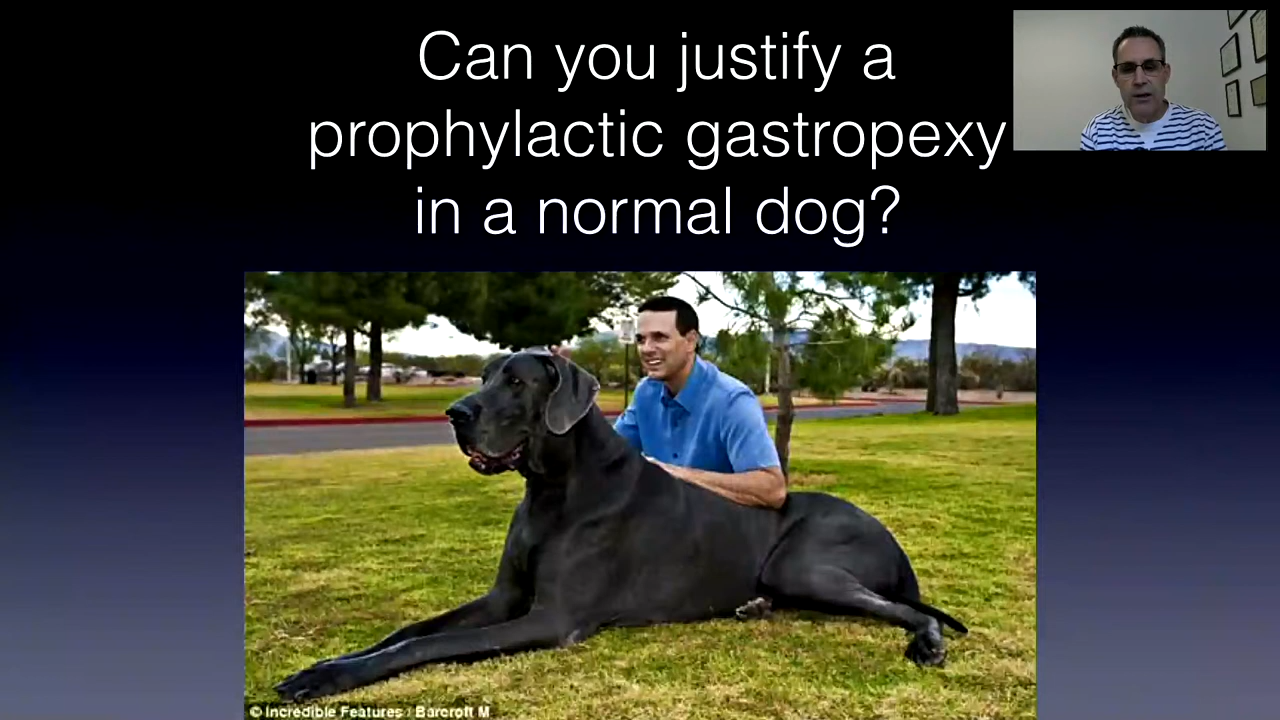 Can you justify a
prophylactic gastropexy
in a normal dog?
© Incredible Features / Barcroft M